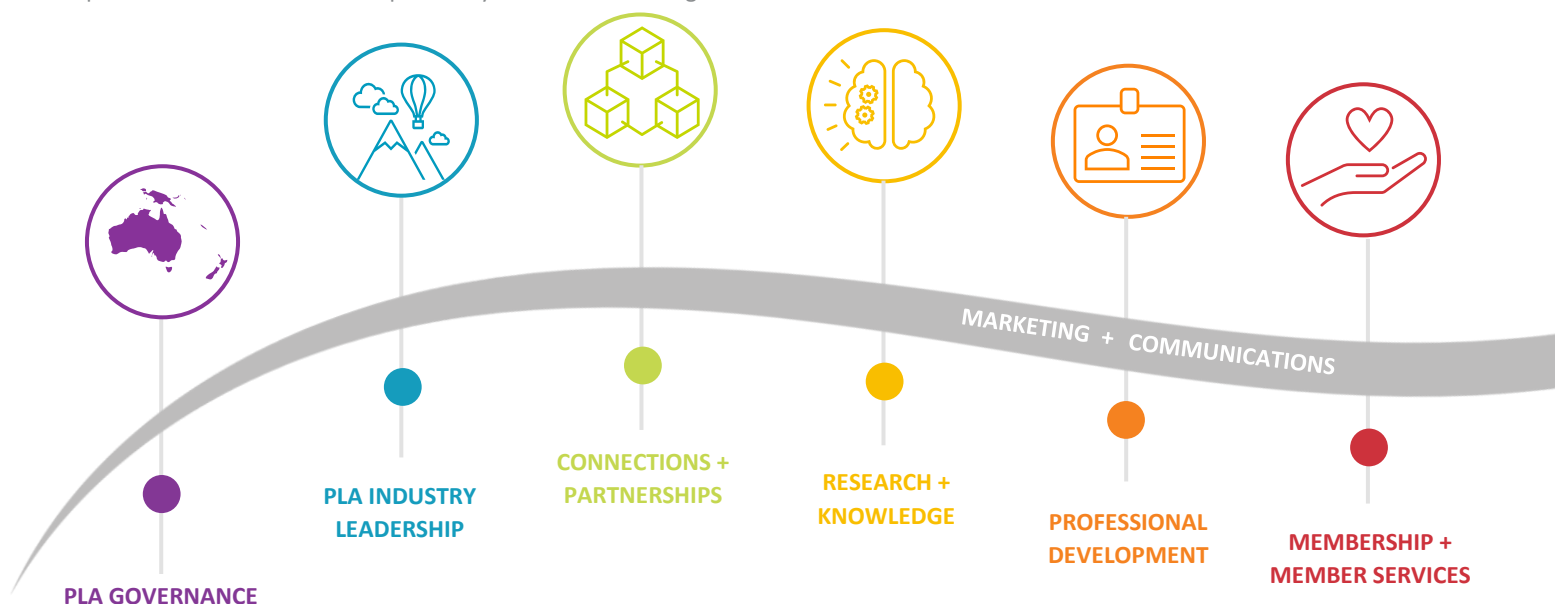 MARKETING + COMMUNICATIONS
CONNECTIONS +
PARTNERSHIPS
PLA INDUSTRY
LEADERSHIP
RESEARCH +
KNOWLEDGE
PROFESSIONAL
DEVELOPMENT
MEMBERSHIP +
MEMBER SERVICES
PLA GOVERNANCE